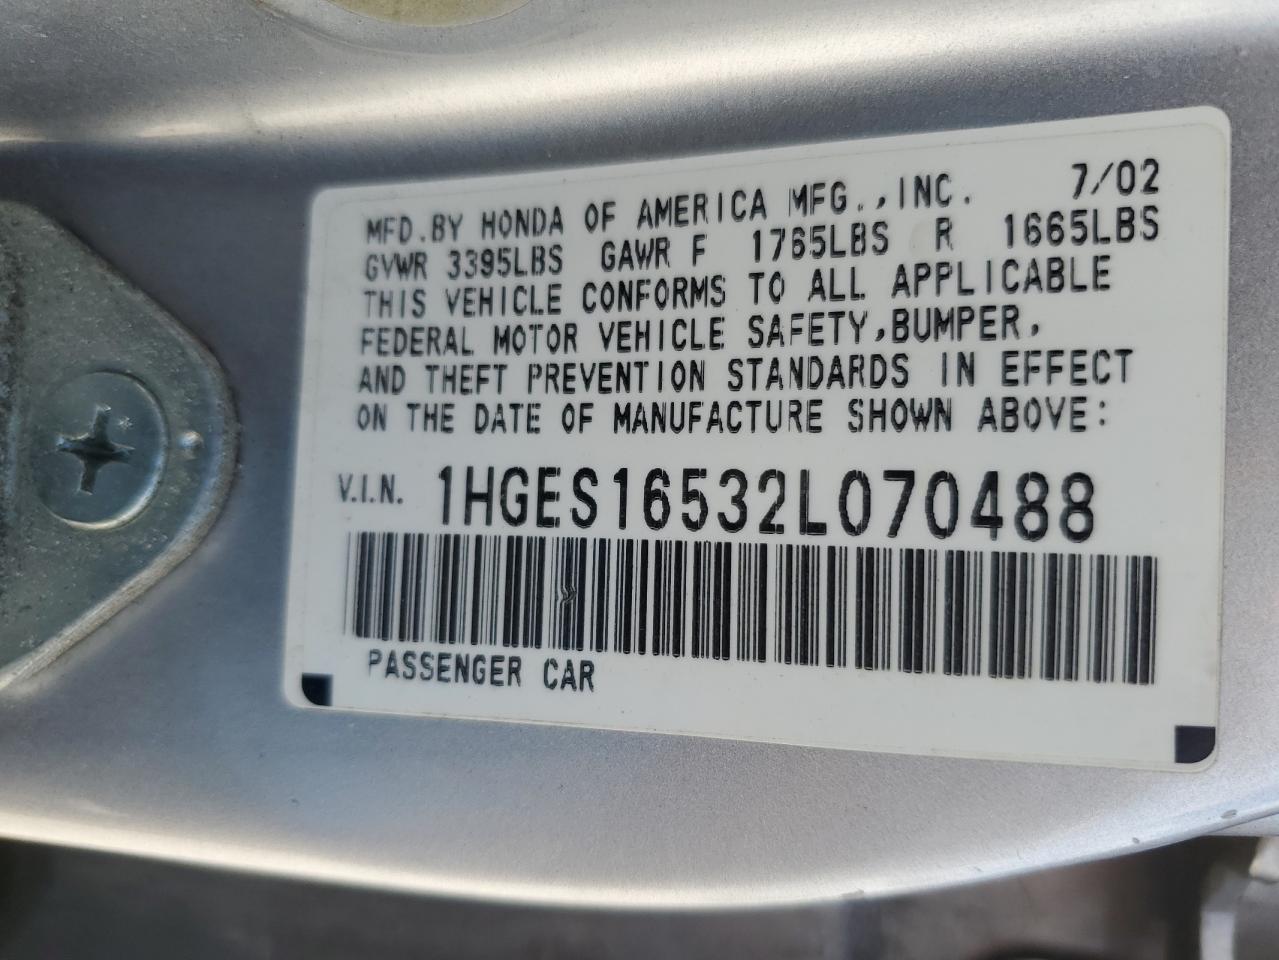 MFD.BY HONDA OF AMERICA MFG.,INC. 7/02
GVWR 3395LBS GAWR F 1765LBS R 1665LBS
THIS VEHICLE CONFORMS TO ALL APPLICABLE
FEDERAL MOTOR VEHICLE SAFETY,BUMPER,
AND THEFT PREVENTION STANDARDS IN EFFECT
ON THE DATE OF MANUFACTURE SHOWN ABOVE:
V.I.N. 1HGES16532L070488
PASSENGER CAR